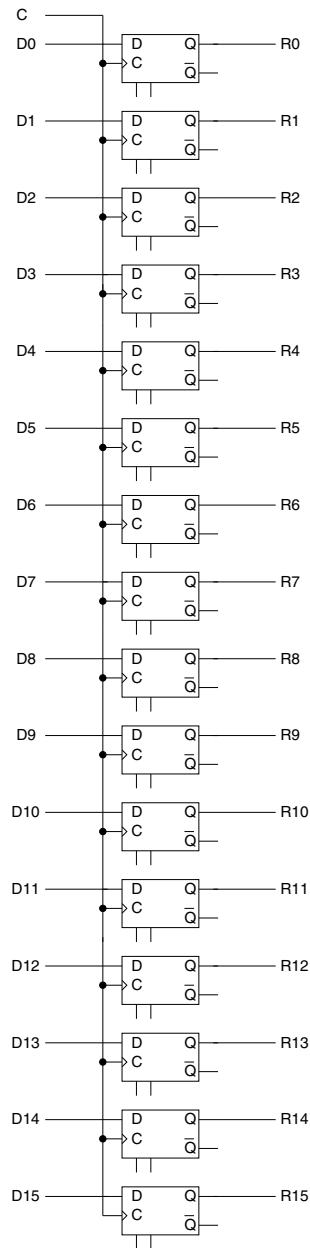 C
D0 D Q R0
C Q̅
D1 D Q R1
C Q̅
D2 D Q R2
C Q̅
D3 D Q R3
C Q̅
D4 D Q R4
C Q̅
D5 D Q R5
C Q̅
D6 D Q R6
C Q̅
D7 D Q R7
C Q̅
D8 D Q R8
C Q̅
D9 D Q R9
C Q̅
D10 D Q R10
C Q̅
D11 D Q R11
C Q̅
D12 D Q R12
C Q̅
D13 D Q R13
C Q̅
D14 D Q R14
C Q̅
D15 D Q R15
C Q̅